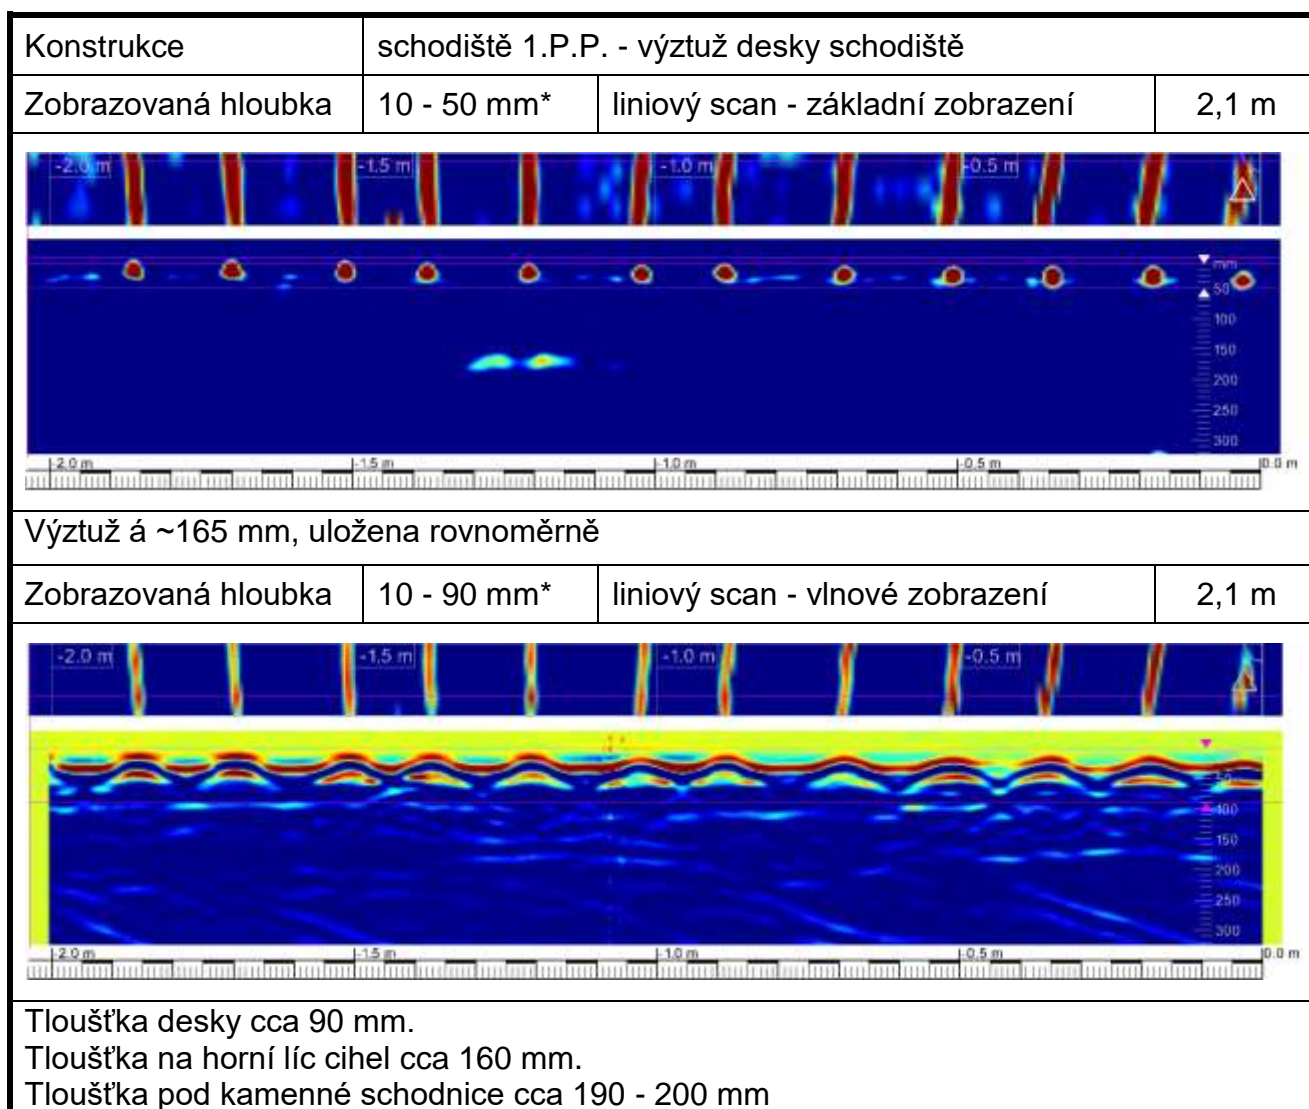 Konstrukce schodiště 1.P.P. - výztuž desky schodiště
Zobrazovaná hloubka 10 - 50 mm* liniový scan - základní zobrazení 2,1 m
-2.0 m -1.5 m -1.0 m -0.5 m
mm
50
100
150
200
250
300
-2.0 m -1.5 m -1.0 m -0.5 m 0.0 m
Výztuž á ~165 mm, uložena rovnoměrně
Zobrazovaná hloubka 10 - 90 mm* liniový scan - vlnové zobrazení 2,1 m
-2.0 m -1.5 m -1.0 m -0.5 m
50
100
150
200
250
300
-2.0 m -1.5 m -1.0 m -0.5 m 0.0 m
Tloušťka desky cca 90 mm.
Tloušťka na horní líc cihel cca 160 mm.
Tloušťka pod kamenné schodnice cca 190 - 200 mm